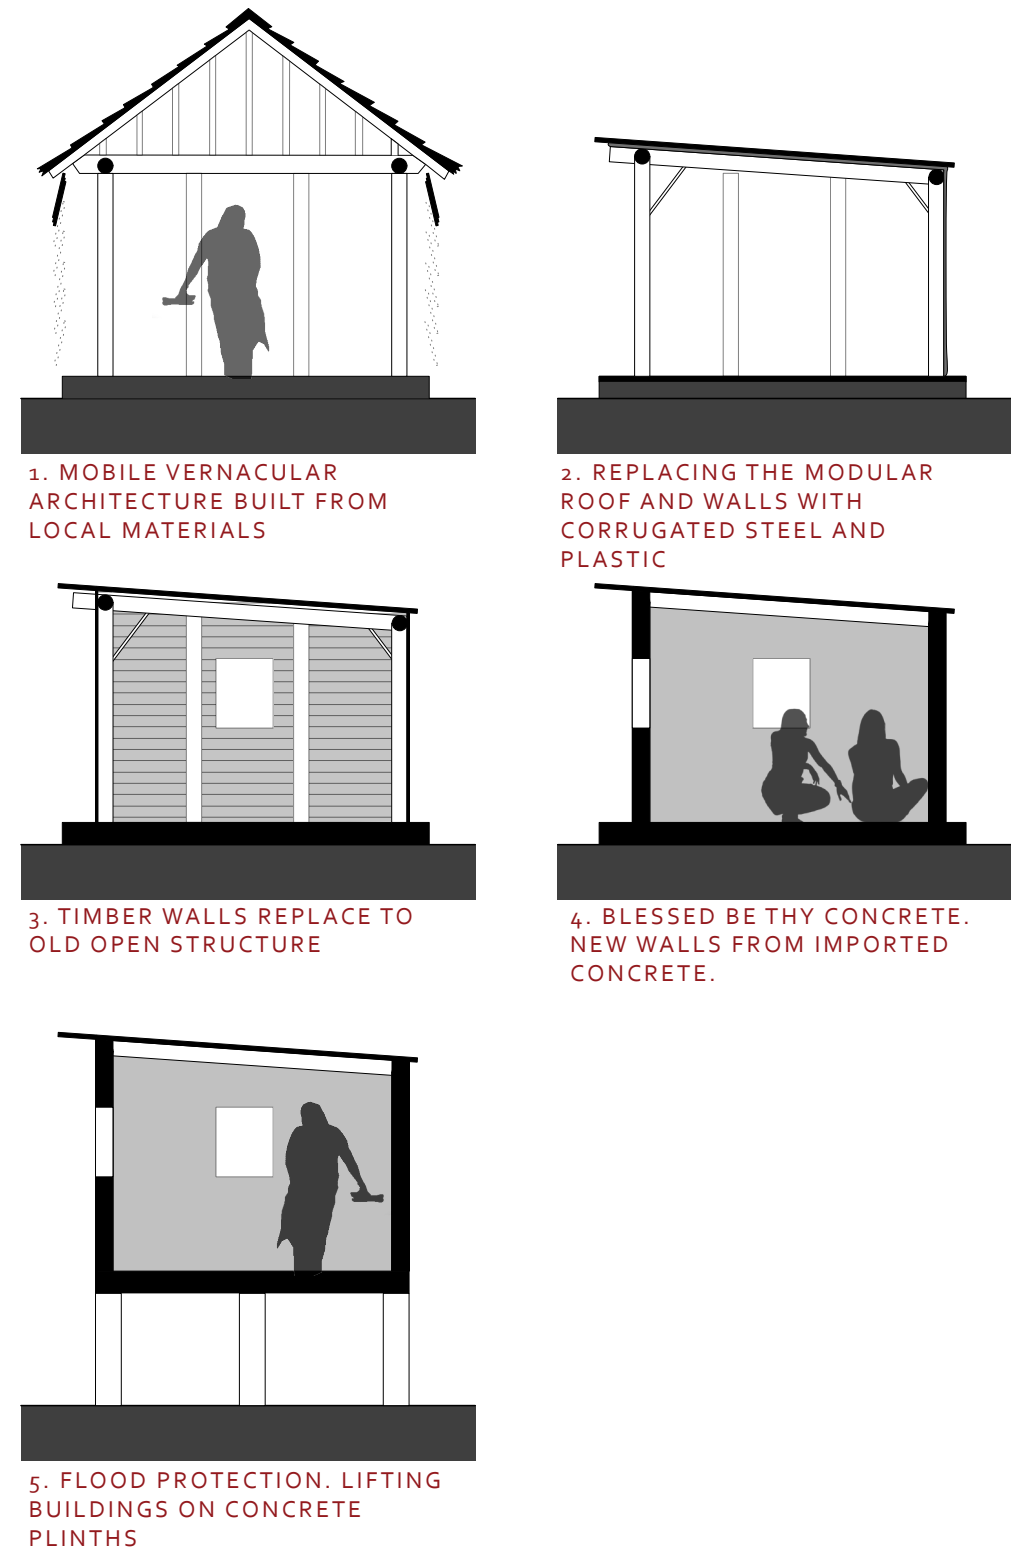 1. MOBILE VERNACULAR
ARCHITECTURE BUILT FROM
LOCAL MATERIALS
2. REPLACING THE MODULAR
ROOF AND WALLS WITH
CORRUGATED STEEL AND
PLASTIC
3. TIMBER WALLS REPLACE TO
OLD OPEN STRUCTURE
4. BLESSED BE THY CONCRETE.
NEW WALLS FROM IMPORTED
CONCRETE.
5. FLOOD PROTECTION. LIFTING
BUILDINGS ON CONCRETE
PLINTHS